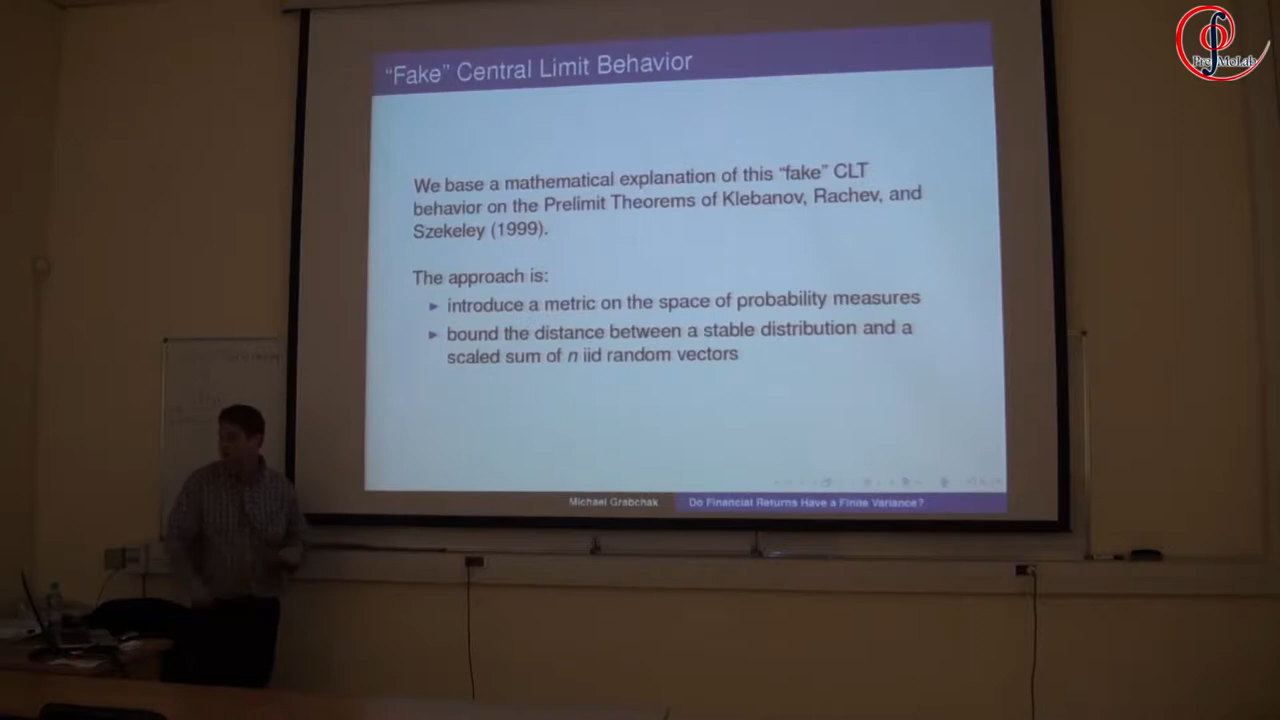 PreMoLab
“Fake” Central Limit Behavior
We base a mathematical explanation of this “fake” CLT
behavior on the Prelimit Theorems of Klebanov, Rachev, and
Szekeley (1999).
The approach is:
► introduce a metric on the space of probability measures
► bound the distance between a stable distribution and a
scaled sum of n iid random vectors
Michael Grabchak Do Financial Returns Have a Finite Variance?